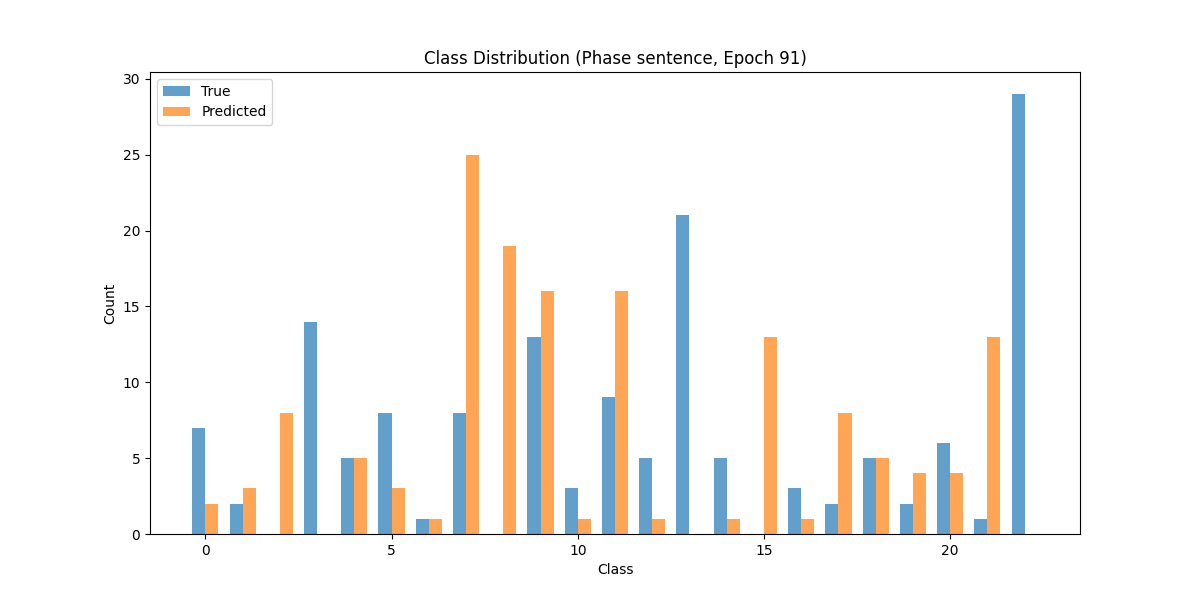 Class Distribution (Phase sentence, Epoch 91)
True
Predicted
30
25
20
15
10
5
0
Count
0 5 10 15 20
Class